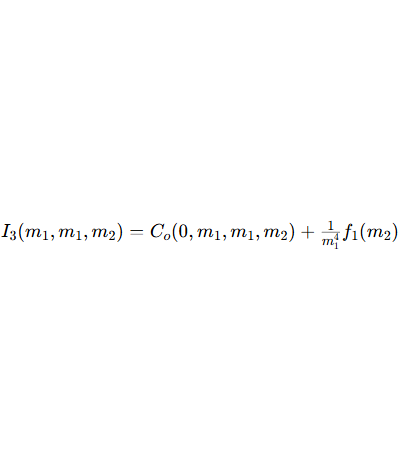 $I_3(m_1, m_1, m_2) = C_o(0, m_1, m_1, m_2) + \frac{1}{m_1^4} f_1(m_2)$